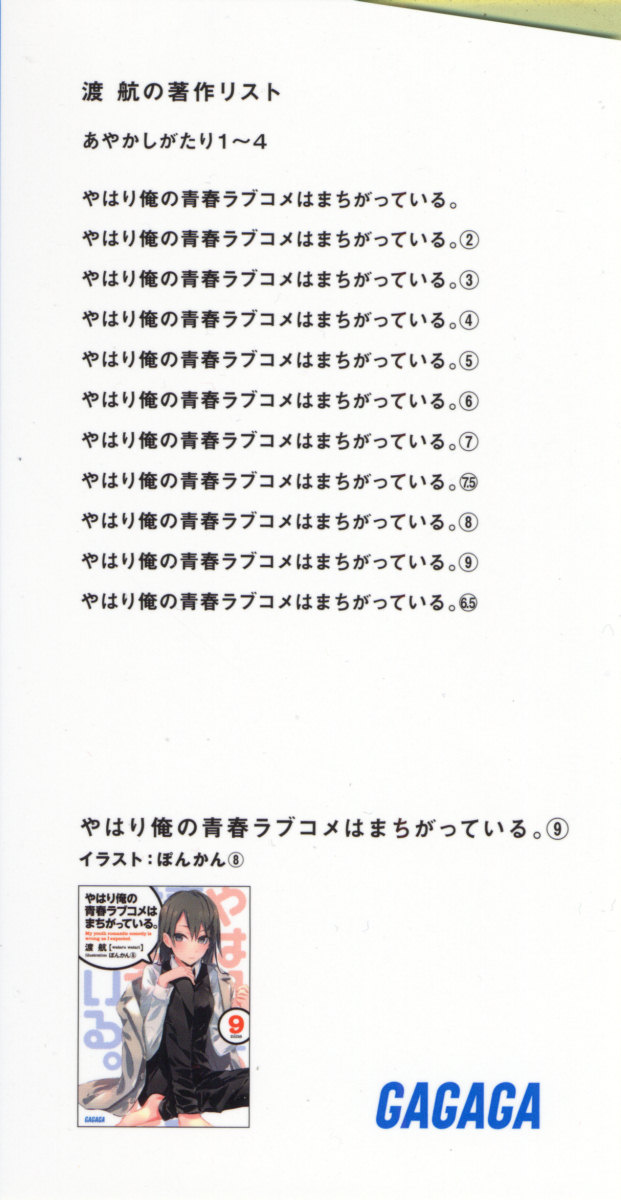 渡 航の著作リスト
あやかしがたり1〜4
やはり俺の青春ラブコメはまちがっている。
やはり俺の青春ラブコメはまちがっている。②
やはり俺の青春ラブコメはまちがっている。③
やはり俺の青春ラブコメはまちがっている。④
やはり俺の青春ラブコメはまちがっている。⑤
やはり俺の青春ラブコメはまちがっている。⑥
やはり俺の青春ラブコメはまちがっている。⑦
やはり俺の青春ラブコメはまちがっている。7.5
やはり俺の青春ラブコメはまちがっている。⑧
やはり俺の青春ラブコメはまちがっている。⑨
やはり俺の青春ラブコメはまちがっている。6.5
やはり俺の青春ラブコメはまちがっている。⑨
イラスト：ぽんかん⑧
やはり俺の
青春ラブコメは
まちがっている。
My youth romantic comedy is
wrong as I expected.
渡 航【wataru watari】
illustration ぽんかん⑧
やは
いる。
9
GAGAGA
GAGAGA